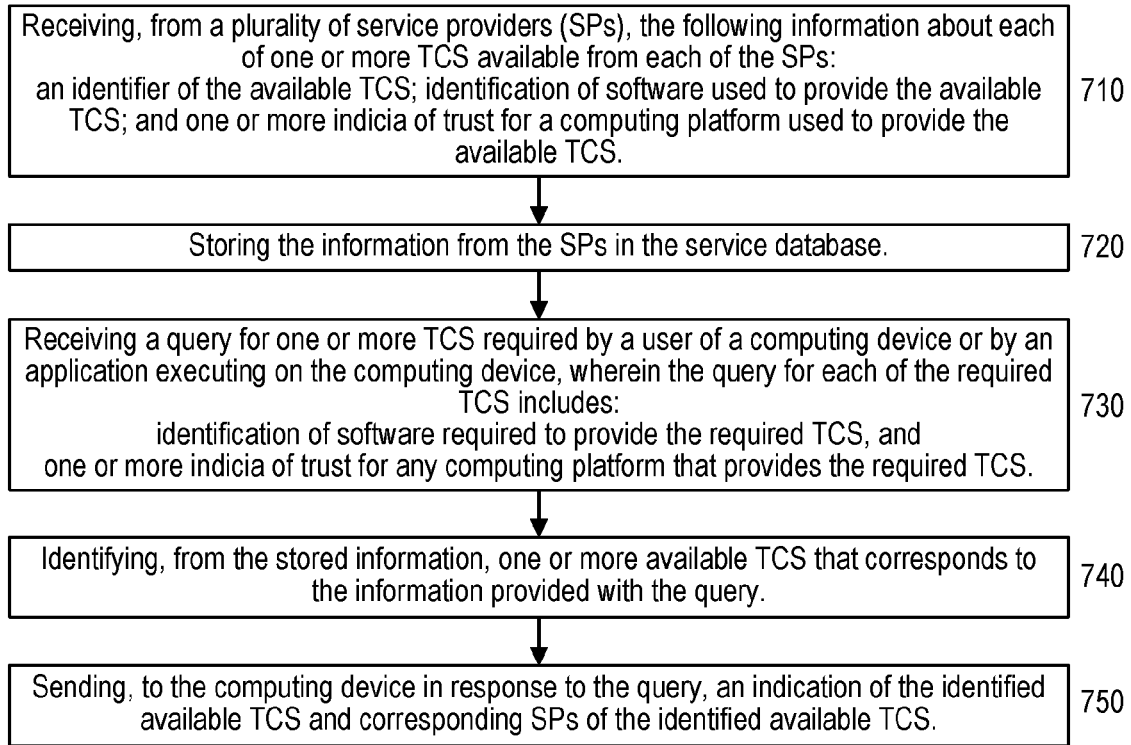 Receiving, from a plurality of service providers (SPs), the following information about each
of one or more TCS available from each of the SPs:
an identifier of the available TCS; identification of software used to provide the available
TCS; and one or more indicia of trust for a computing platform used to provide the
available TCS.
710
Storing the information from the SPs in the service database.
720
Receiving a query for one or more TCS required by a user of a computing device or by an
application executing on the computing device, wherein the query for each of the required
TCS includes:
identification of software required to provide the required TCS, and
one or more indicia of trust for any computing platform that provides the required TCS.
730
Identifying, from the stored information, one or more available TCS that corresponds to
the information provided with the query.
740
Sending, to the computing device in response to the query, an indication of the identified
available TCS and corresponding SPs of the identified available TCS.
750